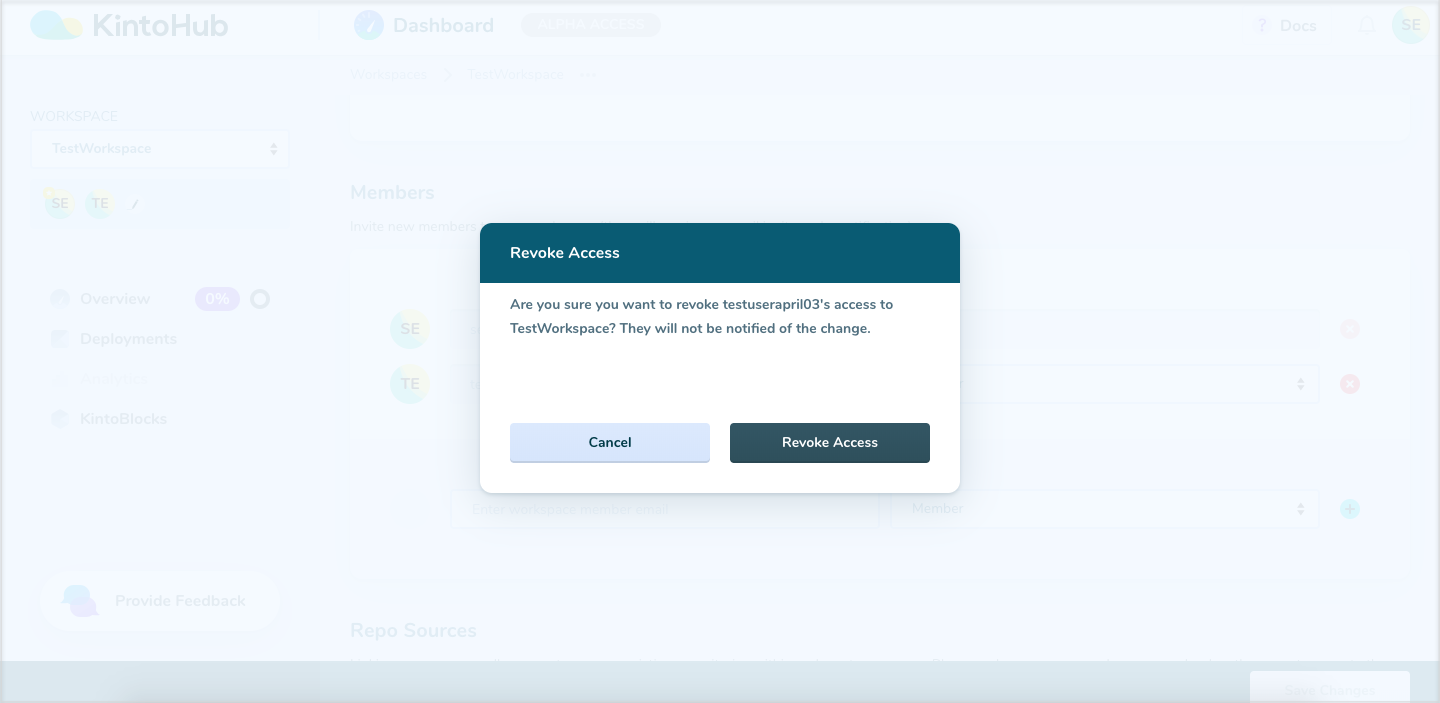 KintoHub
Dashboard
ALPHA ACCESS
? Docs
SE
Workspaces > TestWorkspace ...
WORKSPACE
TestWorkspace
SE TE
Members
Invite new members
Revoke Access
Are you sure you want to revoke testuserapril03's access to
TestWorkspace? They will not be notified of the change.
Cancel
Revoke Access
Overview 0%
Deployments
Analytics
KintoBlocks
SE
TE
Enter workspace member email
Member
Provide Feedback
Repo Sources
Save Changes